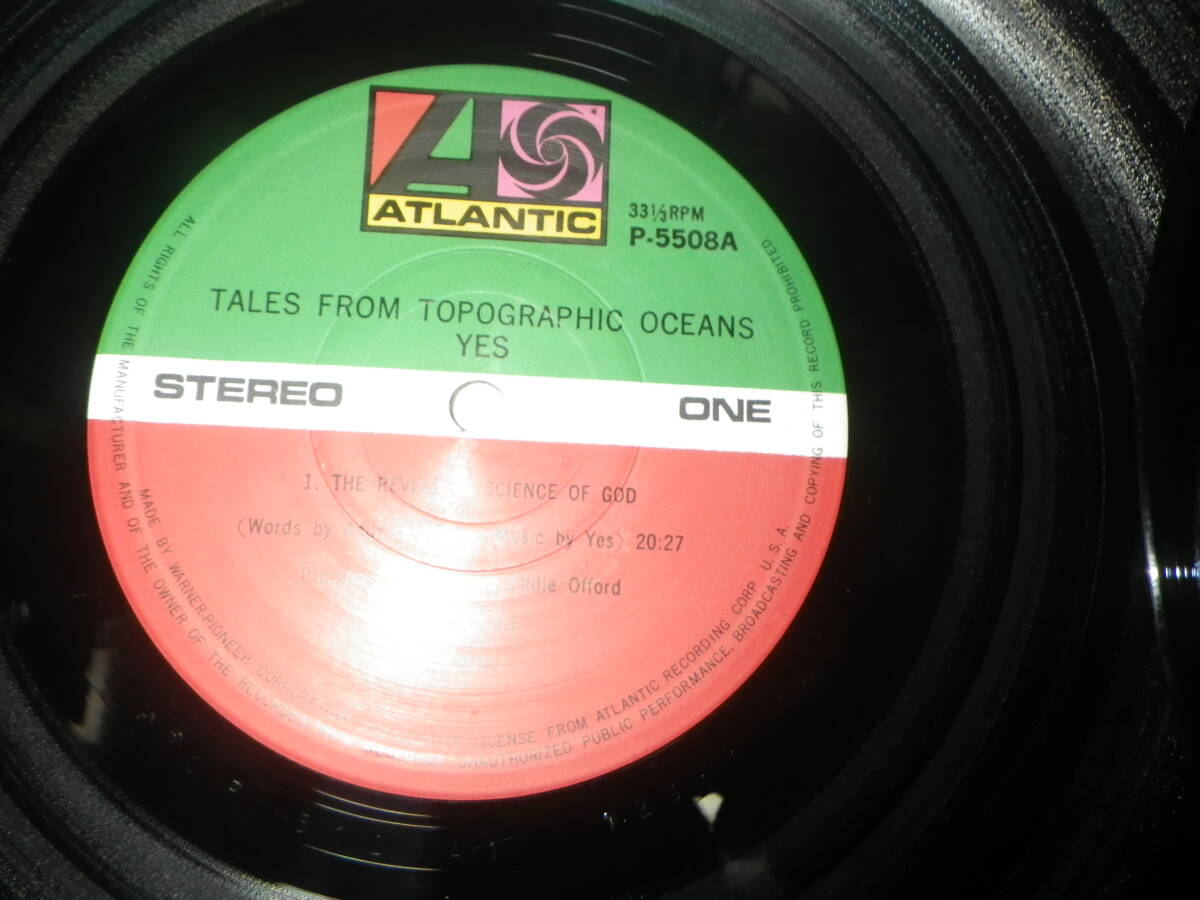 A
ATLANTIC
33⅓RPM
P-5508A
TALES FROM TOPOGRAPHIC OCEANS
YES
STEREO
ONE
1. THE SCIENCE OF GOD
(Words by Music by Yes) 20:27
Offord
ALL RIGHTS OF THE MANUFACTURER AND OF THE OWNER OF THE RECORDED UNAUTHORIZED PUBLIC PERFORMANCE, BROADCASTING AND COPYING OF THIS RECORD PROHIBITED.
MADE BY WARNER-PIONEER LICENSE FROM ATLANTIC RECORDING CORP. U.S.A.